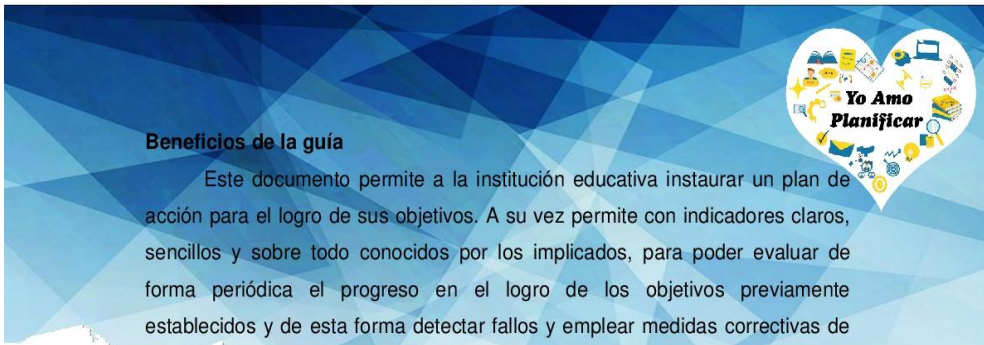 Yo Amo
Planificar
Beneficios de la guía
Este documento permite a la institución educativa instaurar un plan de
acción para el logro de sus objetivos. A su vez permite con indicadores claros,
sencillos y sobre todo conocidos por los implicados, para poder evaluar de
forma periódica el progreso en el logro de los objetivos previamente
establecidos y de esta forma detectar fallos y emplear medidas correctivas de